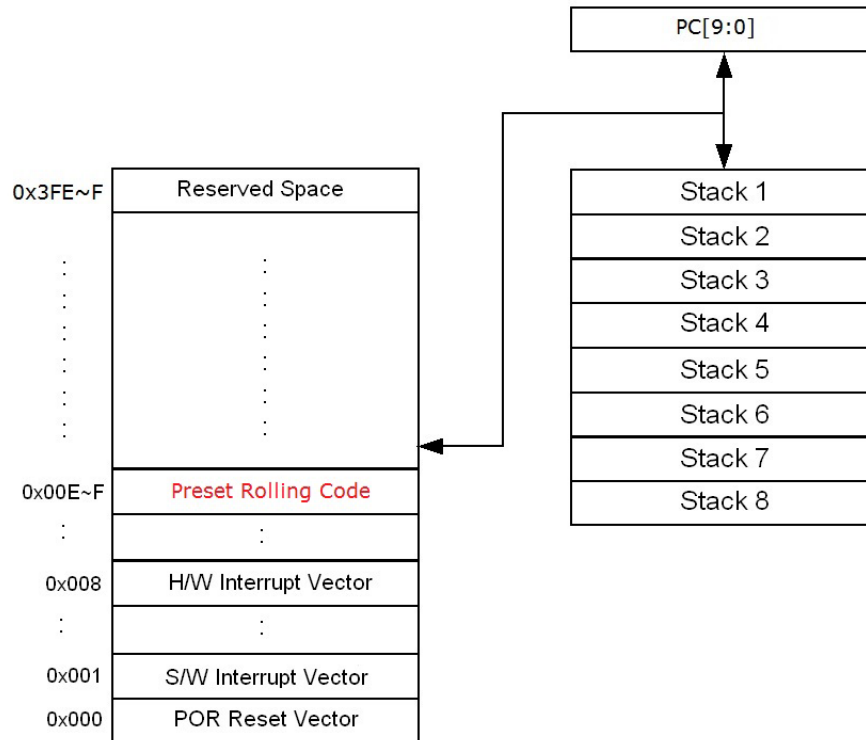 PC[9:0]
0x3FE~F Reserved Space
Stack 1
Stack 2
Stack 3
Stack 4
Stack 5
Stack 6
Stack 7
Stack 8
0x00E~F Preset Rolling Code
0x008 H/W Interrupt Vector
0x001 S/W Interrupt Vector
0x000 POR Reset Vector